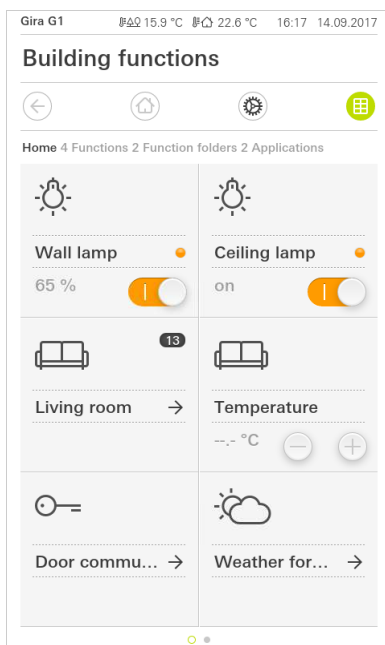 Gira G1 15.9 °C 22.6 °C 16:17 14.09.2017
Building functions
Home 4 Functions 2 Function folders 2 Applications
Wall lamp Ceiling lamp
65 % on
13
Living room Temperature
--.- °C
Door commu... Weather for...